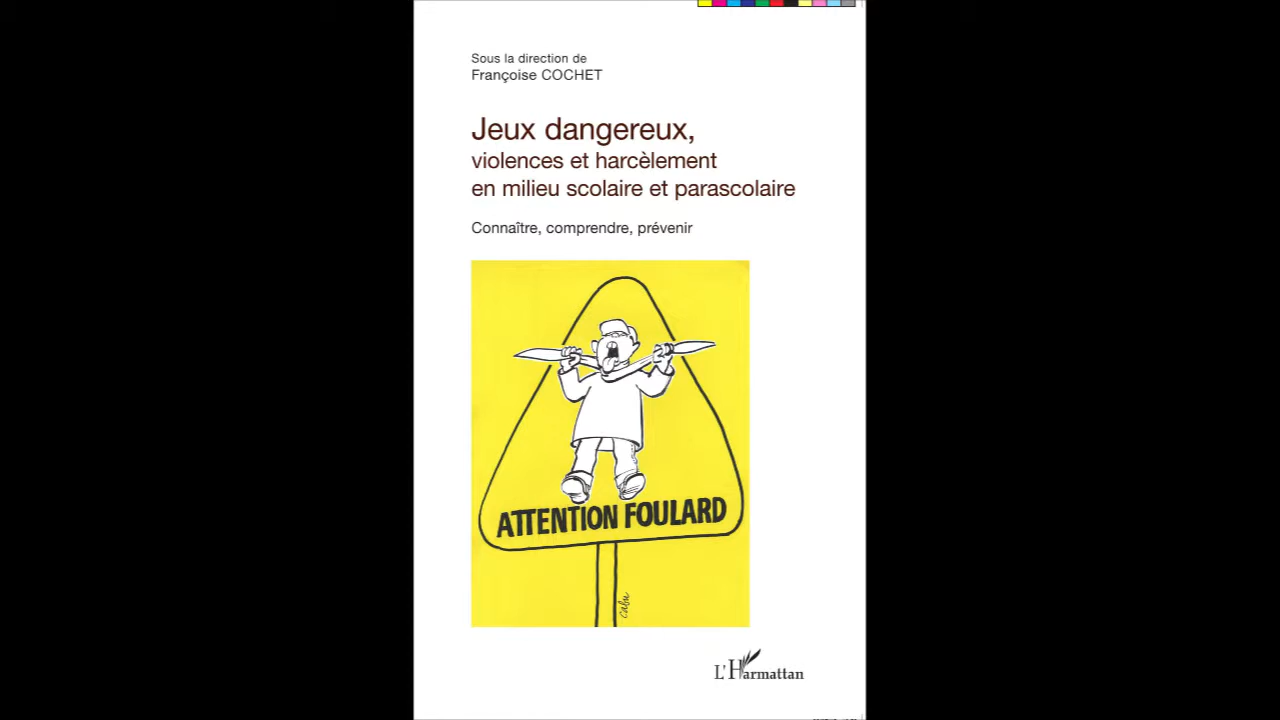 Sous la direction de
Françoise COCHET
Jeux dangereux,
violences et harcèlement
en milieu scolaire et parascolaire
Connaître, comprendre, prévenir
ATTENTION FOULARD
Cabu
L'Harmattan